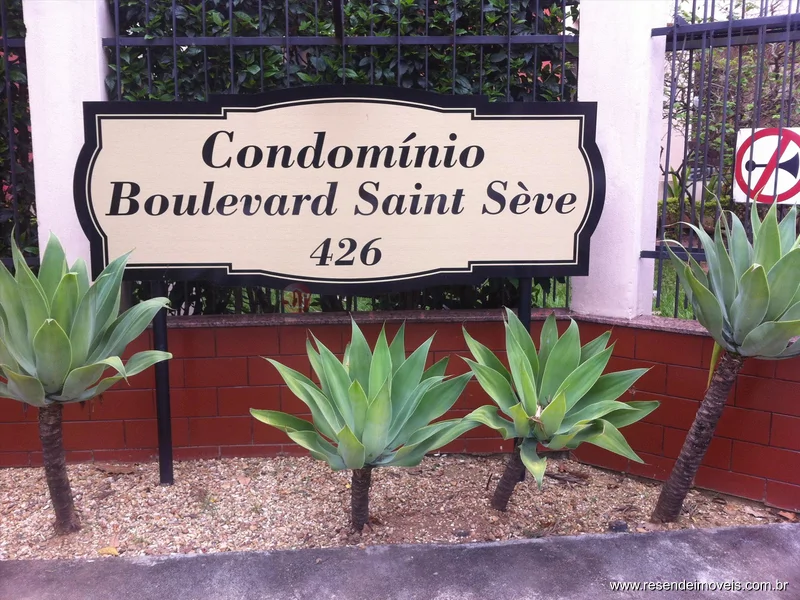 Condomínio
Boulevard Saint Sève
426
www.resendeimoveis.com.br